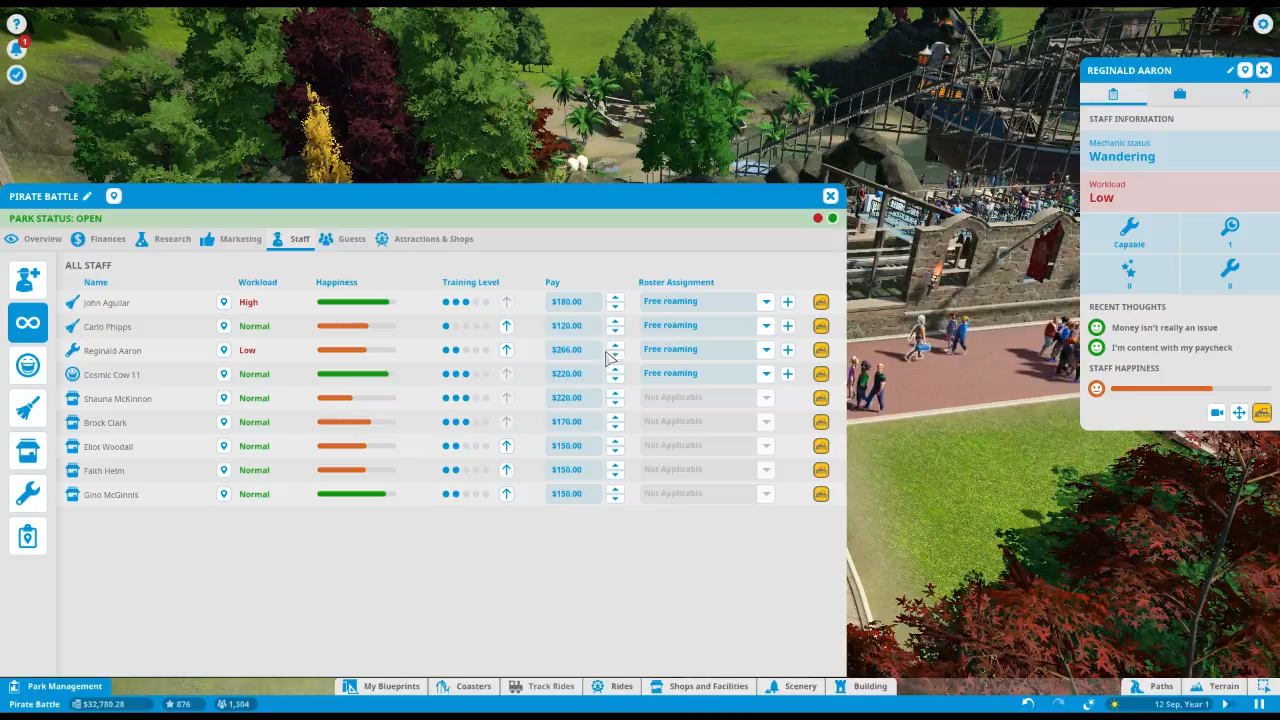 ?
1
REGINALD AARON
STAFF INFORMATION
Mechanic status
Wandering
Workload
Low
Capable
1
0
0
RECENT THOUGHTS
Money isn't really an issue
I'm content with my paycheck
STAFF HAPPINESS
PIRATE BATTLE
PARK STATUS: OPEN
Overview Finances Research Marketing Staff Guests Attractions & Shops
ALL STAFF
Name Workload Happiness Training Level Pay Roster Assignment
John Aguilar High $180.00 Free roaming
Carlo Phipps Normal $120.00 Free roaming
Reginald Aaron Low $266.00 Free roaming
Cosmic Cow 11 Normal $220.00 Free roaming
Shauna McKinnon Normal $220.00 Not Applicable
Brock Clark Normal $170.00 Not Applicable
Eliot Woodall Normal $150.00 Not Applicable
Faith Helm Normal $150.00 Not Applicable
Gino McGinnis Normal $150.00 Not Applicable
Park Management My Blueprints Coasters Track Rides Rides Shops and Facilities Scenery Building Paths Terrain
Pirate Battle $32,780.28 876 1,304 12 Sep, Year 1